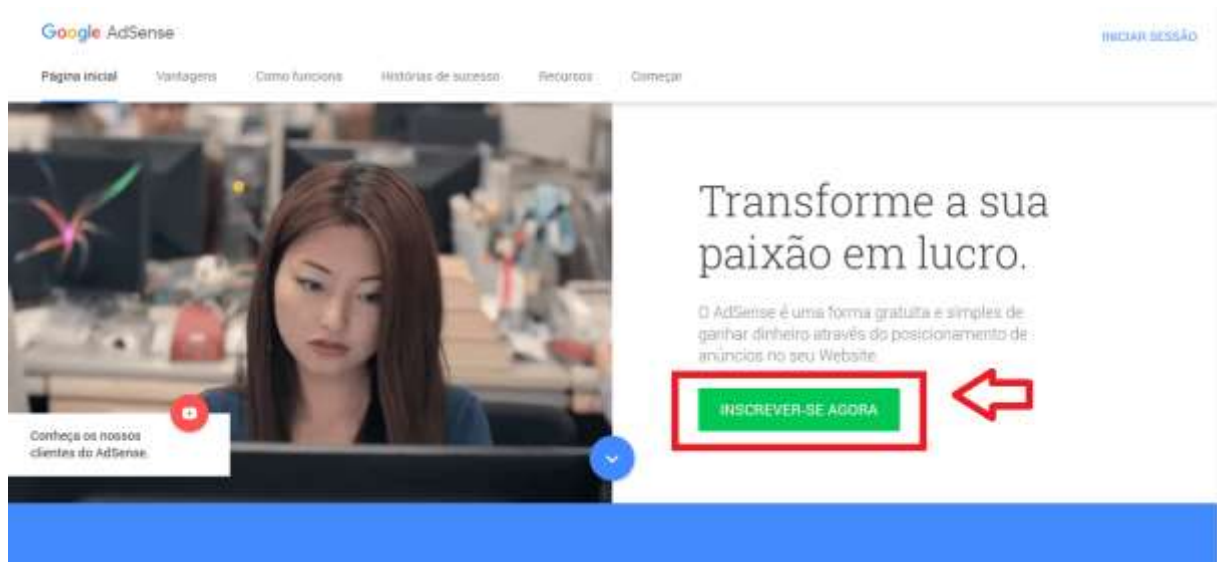 Google AdSense
INICIAR SESSÃO
Página inicial Vantagens Como funciona Histórias de sucesso Recursos Começar
Transforme a sua
paixão em lucro.
O AdSense é uma forma gratuita e simples de
ganhar dinheiro através do posicionamento de
anúncios no seu Website
INSCREVER-SE AGORA
Conheça os nossos
clientes do AdSense.